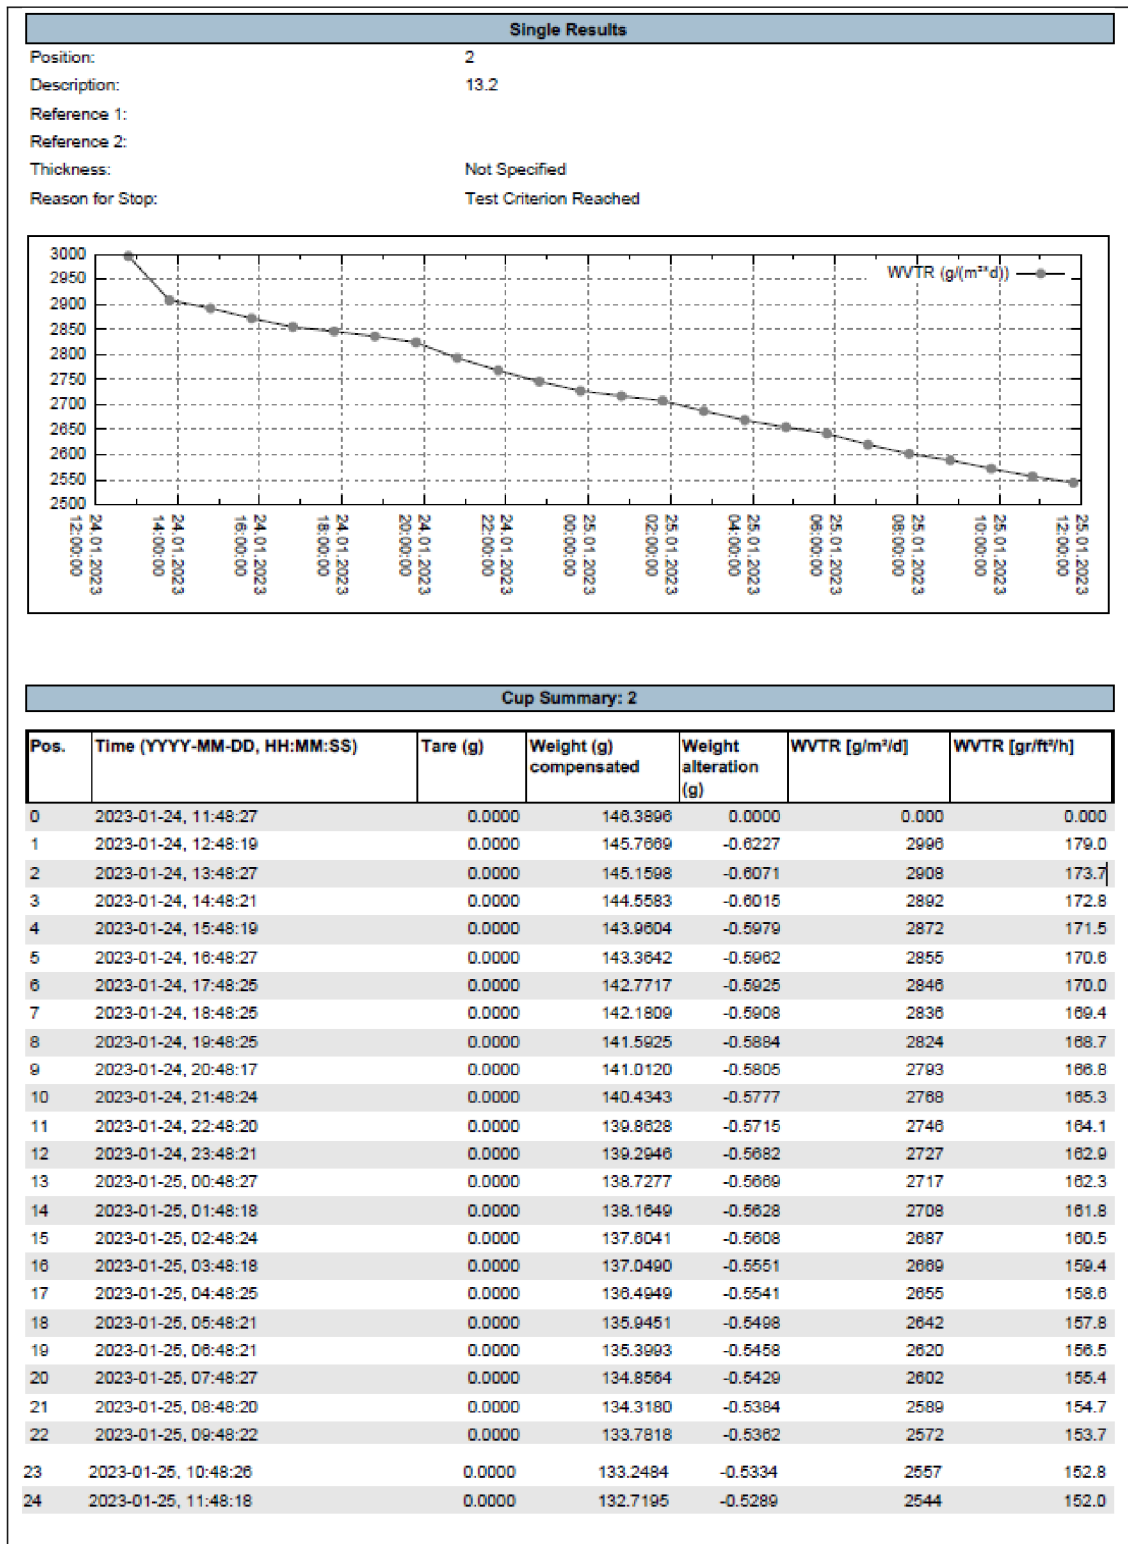 Single Results
Position: 2
Description: 13.2
Reference 1:
Reference 2:
Thickness: Not Specified
Reason for Stop: Test Criterion Reached
WVTR (g/(m²*d))
3000
2950
2900
2850
2800
2750
2700
2650
2600
2550
2500
24.01.2023 12:00:00
24.01.2023 14:00:00
24.01.2023 16:00:00
24.01.2023 18:00:00
24.01.2023 20:00:00
24.01.2023 22:00:00
25.01.2023 00:00:00
25.01.2023 02:00:00
25.01.2023 04:00:00
25.01.2023 06:00:00
25.01.2023 08:00:00
25.01.2023 10:00:00
25.01.2023 12:00:00
Cup Summary: 2
Pos. Time (YYYY-MM-DD, HH:MM:SS) Tare (g) Weight (g) compensated Weight alteration (g) WVTR [g/m²/d] WVTR [gr/ft²/h]
0 2023-01-24, 11:48:27 0.0000 146.3896 0.0000 0.000 0.000
1 2023-01-24, 12:48:19 0.0000 145.7669 -0.6227 2996 179.0
2 2023-01-24, 13:48:27 0.0000 145.1598 -0.6071 2908 173.7
3 2023-01-24, 14:48:21 0.0000 144.5583 -0.6015 2892 172.8
4 2023-01-24, 15:48:19 0.0000 143.9604 -0.5979 2872 171.5
5 2023-01-24, 16:48:27 0.0000 143.3642 -0.5962 2855 170.6
6 2023-01-24, 17:48:25 0.0000 142.7717 -0.5925 2846 170.0
7 2023-01-24, 18:48:25 0.0000 142.1809 -0.5908 2836 169.4
8 2023-01-24, 19:48:25 0.0000 141.5925 -0.5884 2824 168.7
9 2023-01-24, 20:48:17 0.0000 141.0120 -0.5805 2793 166.8
10 2023-01-24, 21:48:24 0.0000 140.4343 -0.5777 2768 165.3
11 2023-01-24, 22:48:20 0.0000 139.8628 -0.5715 2746 164.1
12 2023-01-24, 23:48:21 0.0000 139.2946 -0.5682 2727 162.9
13 2023-01-25, 00:48:27 0.0000 138.7277 -0.5669 2717 162.3
14 2023-01-25, 01:48:18 0.0000 138.1649 -0.5628 2708 161.8
15 2023-01-25, 02:48:24 0.0000 137.6041 -0.5608 2687 160.5
16 2023-01-25, 03:48:18 0.0000 137.0490 -0.5551 2669 159.4
17 2023-01-25, 04:48:25 0.0000 136.4949 -0.5541 2655 158.6
18 2023-01-25, 05:48:21 0.0000 135.9451 -0.5498 2642 157.8
19 2023-01-25, 06:48:21 0.0000 135.3993 -0.5458 2620 156.5
20 2023-01-25, 07:48:27 0.0000 134.8564 -0.5429 2602 155.4
21 2023-01-25, 08:48:20 0.0000 134.3180 -0.5384 2589 154.7
22 2023-01-25, 09:48:22 0.0000 133.7818 -0.5362 2572 153.7
23 2023-01-25, 10:48:26 0.0000 133.2484 -0.5334 2557 152.8
24 2023-01-25, 11:48:18 0.0000 132.7195 -0.5289 2544 152.0